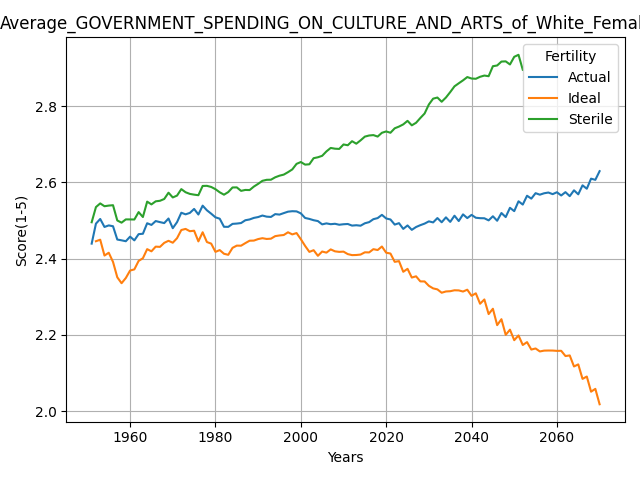 Average_GOVERNMENT_SPENDING_ON_CULTURE_AND_ARTS_of_White_Femal
Fertility
Actual
Ideal
Sterile
Score(1-5)
2.8
2.6
2.4
2.2
2.0
1960 1980 2000 2020 2040 2060
Years